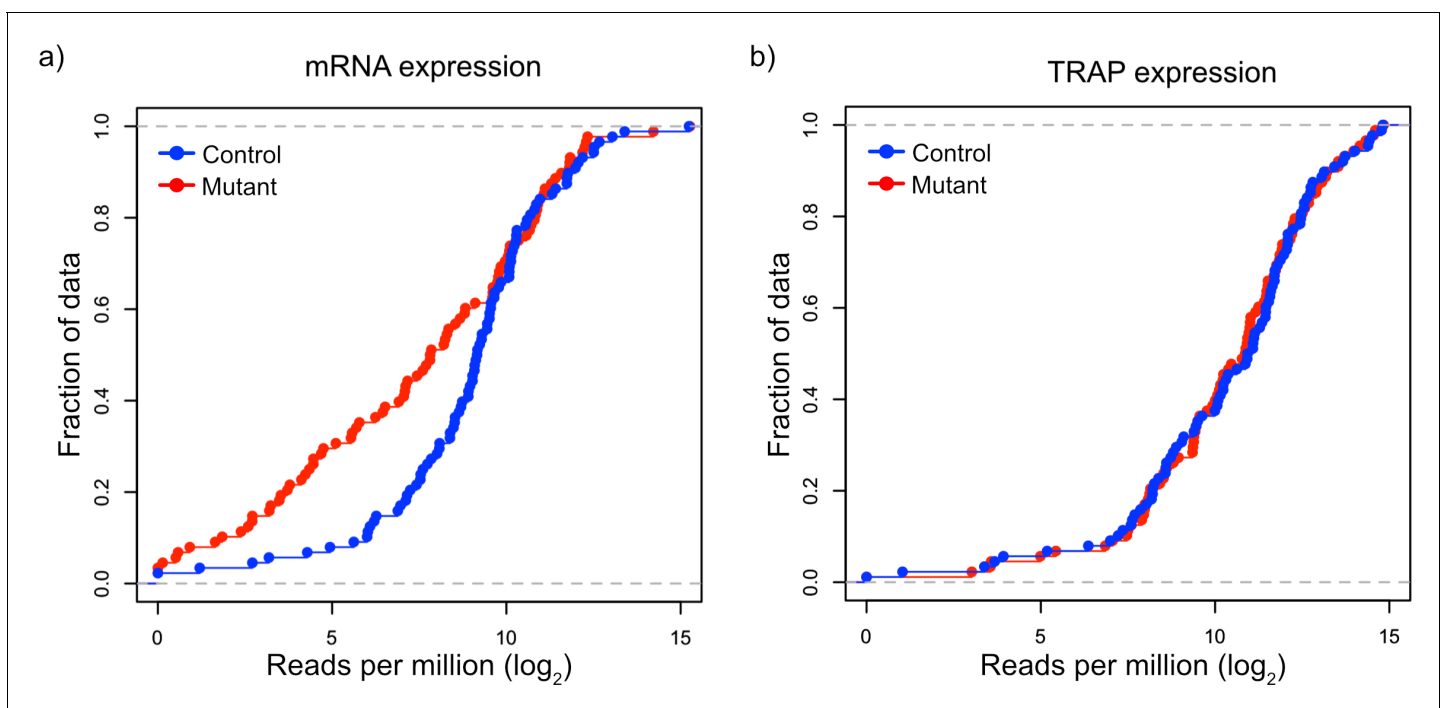 a)
mRNA expression
Control
Mutant
Fraction of data
0.0
0.2
0.4
0.6
0.8
1.0
0
5
10
15
Reads per million (log2)
b)
TRAP expression
Control
Mutant
Fraction of data
0.0
0.2
0.4
0.6
0.8
1.0
0
5
10
15
Reads per million (log2)